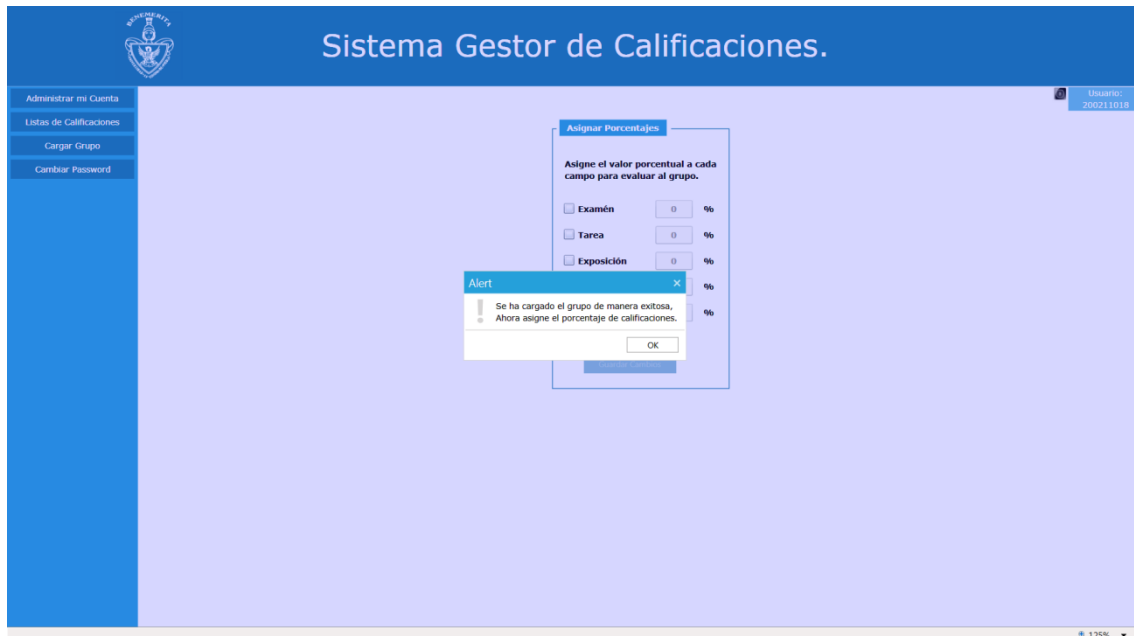 BENEMERITA
Sistema Gestor de Calificaciones.
Administrar mi Cuenta
Listas de Calificaciones
Cargar Grupo
Cambiar Password
Usuario:
200211018
Asignar Porcentajes
Asigne el valor porcentual a cada
campo para evaluar al grupo.
Examén 0 %
Tarea 0 %
Exposición 0 %
%
%
Alert ×
Se ha cargado el grupo de manera exitosa,
Ahora asigne el porcentaje de calificaciones.
OK
125%